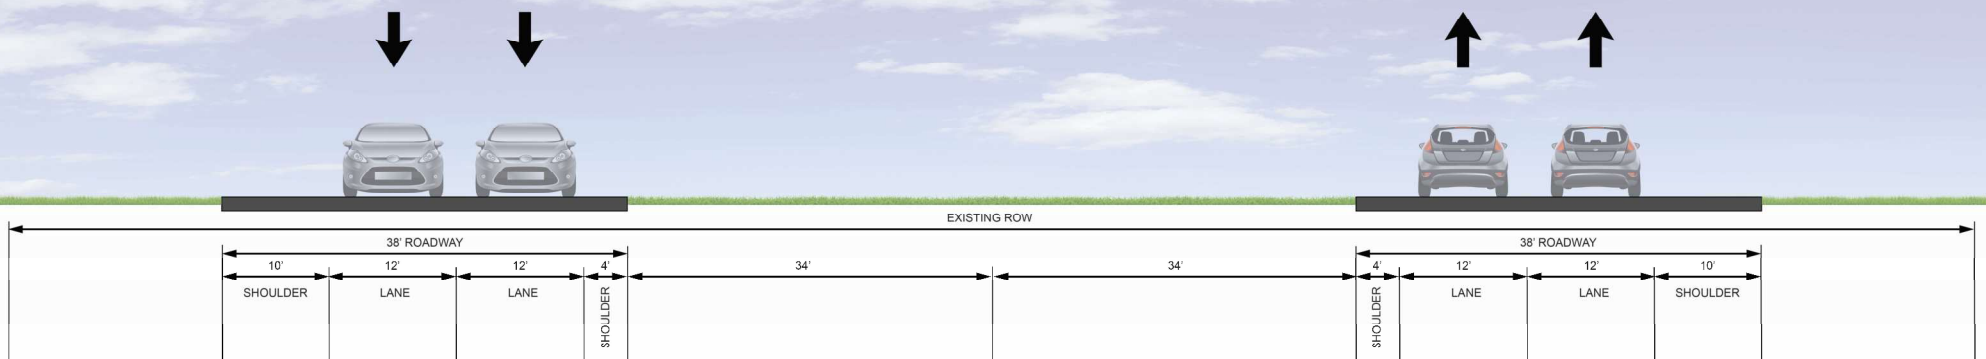 EXISTING ROW
38' ROADWAY 38' ROADWAY
10' 12' 12' 4' 34' 34' 4' 12' 12' 10'
SHOULDER LANE LANE SHOULDER SHOULDER LANE LANE SHOULDER